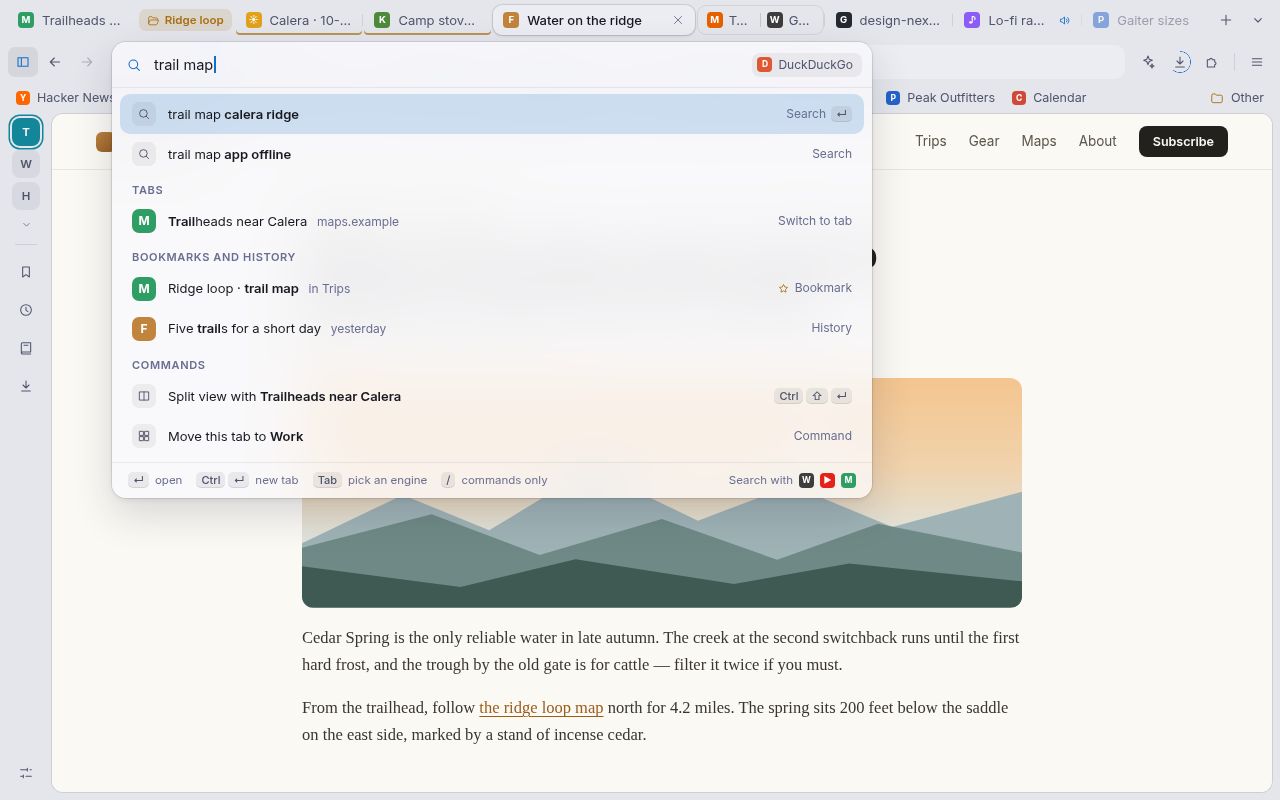 M Trailheads ...
Ridge loop
Calera · 10-...
K Camp stov...
F Water on the ridge
M T...
W G...
G design-nex...
Lo-fi ra...
P Gaiter sizes
trail map
D DuckDuckGo
Y Hacker News
P Peak Outfitters
C Calendar
Other
trail map calera ridge
Search
trail map app offline
Search
TABS
M Trailheads near Calera maps.example
Switch to tab
BOOKMARKS AND HISTORY
M Ridge loop · trail map in Trips
Bookmark
F Five trails for a short day yesterday
History
COMMANDS
Split view with Trailheads near Calera
Ctrl
Move this tab to Work
Command
open
Ctrl new tab
Tab pick an engine
/ commands only
Search with W M
T
W
H
Trips
Gear
Maps
About
Subscribe
Cedar Spring is the only reliable water in late autumn. The creek at the second switchback runs until the first
hard frost, and the trough by the old gate is for cattle — filter it twice if you must.
From the trailhead, follow the ridge loop map north for 4.2 miles. The spring sits 200 feet below the saddle
on the east side, marked by a stand of incense cedar.